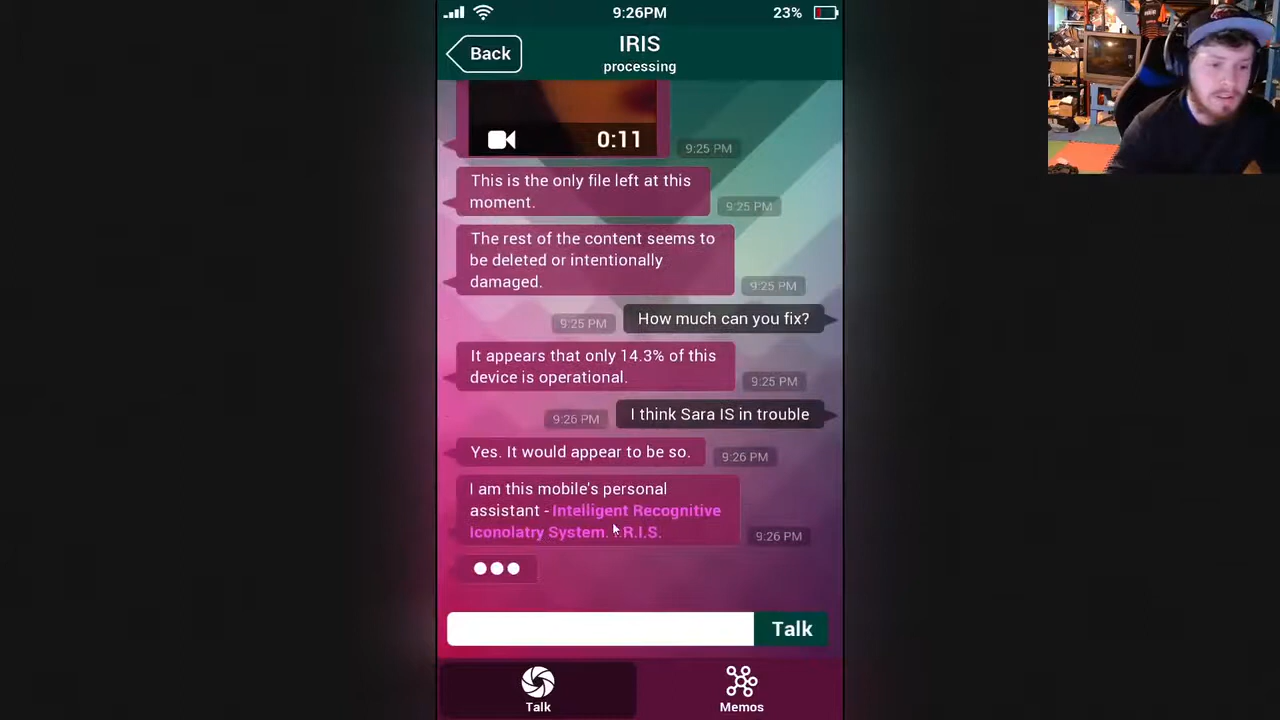 9:26PM
23%
Back
IRIS
processing
0:11
9:25 PM
This is the only file left at this
moment.
9:25 PM
The rest of the content seems to
be deleted or intentionally
damaged.
9:25 PM
How much can you fix?
9:25 PM
It appears that only 14.3% of this
device is operational.
9:25 PM
I think Sara IS in trouble
9:26 PM
Yes. It would appear to be so.
9:26 PM
I am this mobile's personal
assistant - Intelligent Recognitive
Iconolatry System. .R.I.S.
9:26 PM
Talk
Talk
Memos